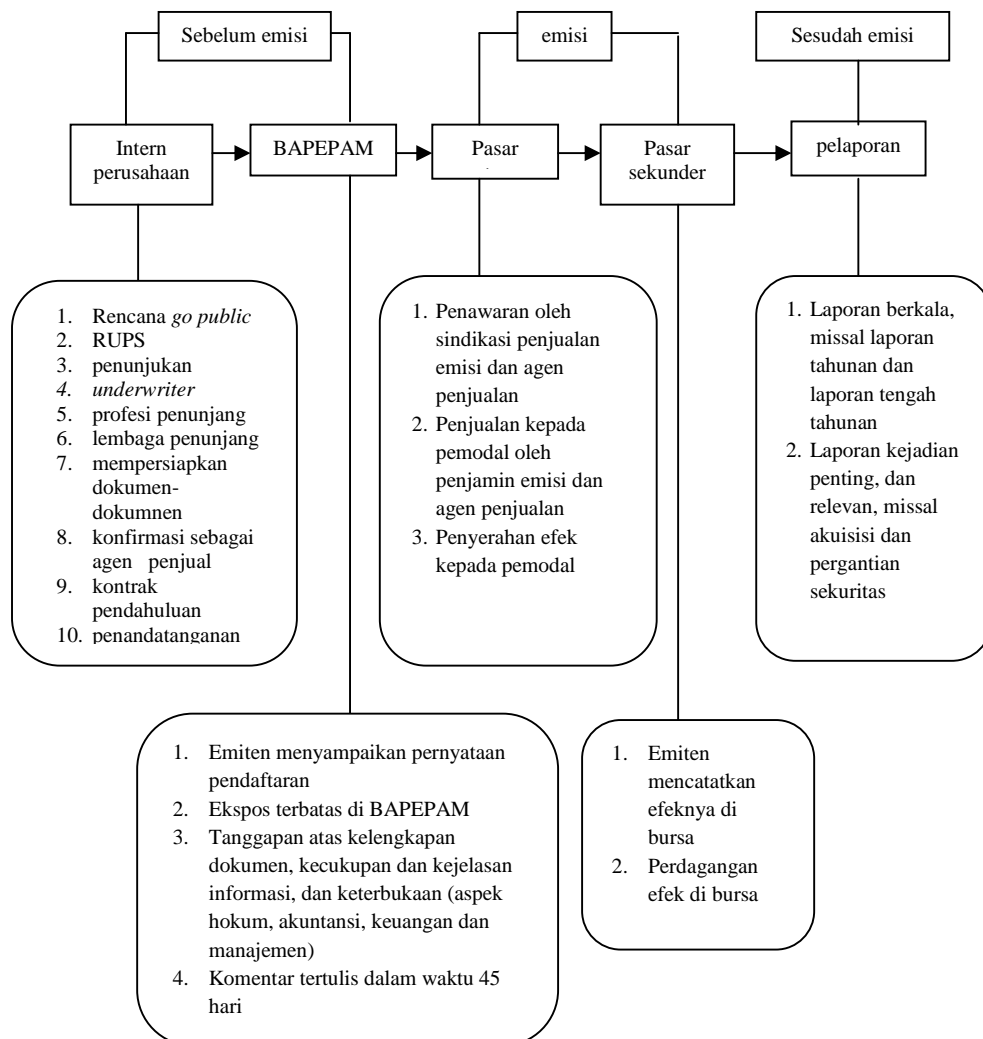 Sebelum emisi
emisi
Sesudah emisi
Intern
perusahaan
BAPEPAM
Pasar
Pasar
sekunder
pelaporan
1. Rencana go public
2. RUPS
3. penunjukan
4. underwriter
5. profesi penunjang
6. lembaga penunjang
7. mempersiapkan
dokumen-
dokumnen
8. konfirmasi sebagai
agen penjual
9. kontrak
pendahuluan
10. penandatanganan
1. Penawaran oleh
sindikasi penjualan
emisi dan agen
penjualan
2. Penjualan kepada
pemodal oleh
penjamin emisi dan
agen penjualan
3. Penyerahan efek
kepada pemodal
1. Laporan berkala,
missal laporan
tahunan dan
laporan tengah
tahunan
2. Laporan kejadian
penting, dan
relevan, missal
akuisisi dan
pergantian
sekuritas
1. Emiten menyampaikan pernyataan
pendaftaran
2. Ekspos terbatas di BAPEPAM
3. Tanggapan atas kelengkapan
dokumen, kecukupan dan kejelasan
informasi, dan keterbukaan (aspek
hokum, akuntansi, keuangan dan
manajemen)
4. Komentar tertulis dalam waktu 45
hari
1. Emiten
mencatatkan
efeknya di
bursa
2. Perdagangan
efek di bursa